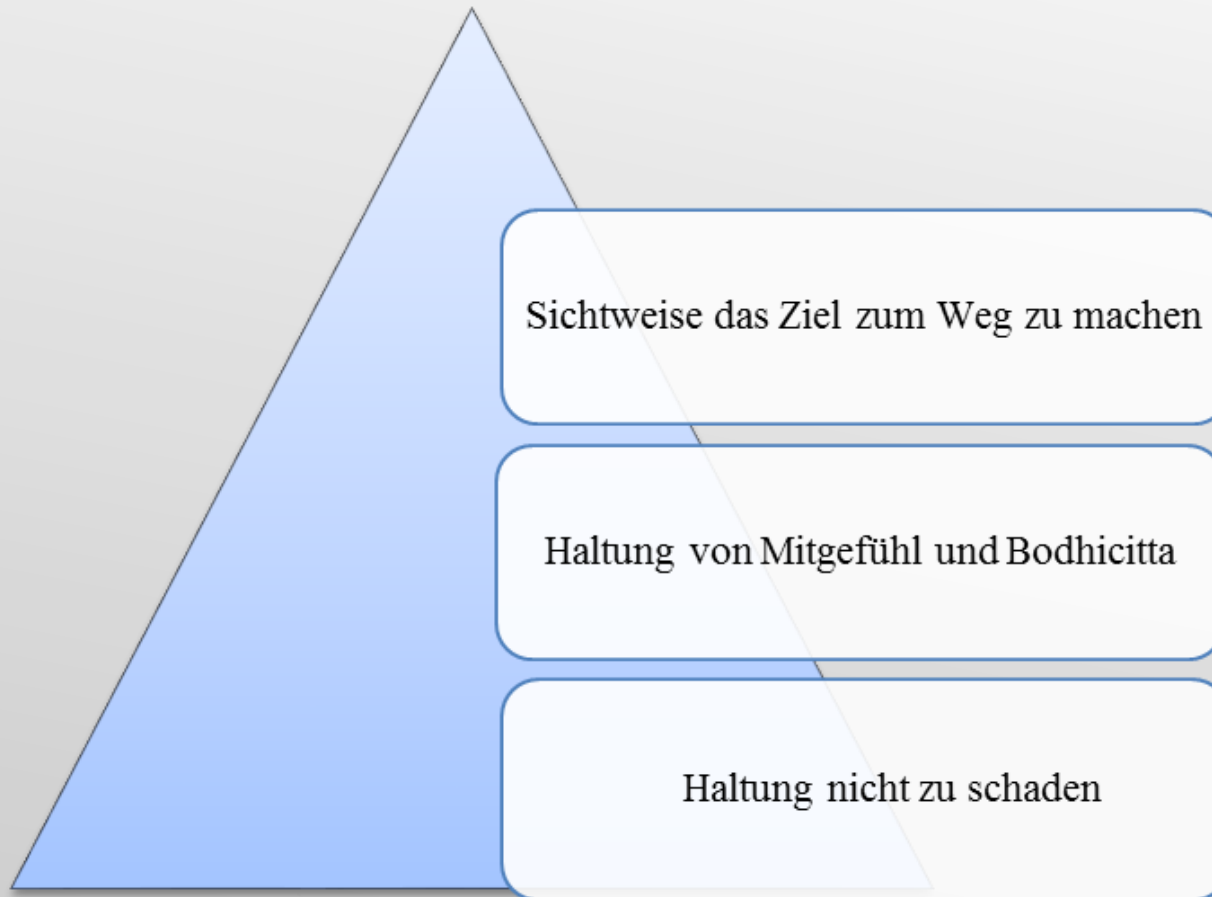 Sichtweise das Ziel zum Weg zu machen
Haltung von Mitgefühl und Bodhicitta
Haltung nicht zu schaden